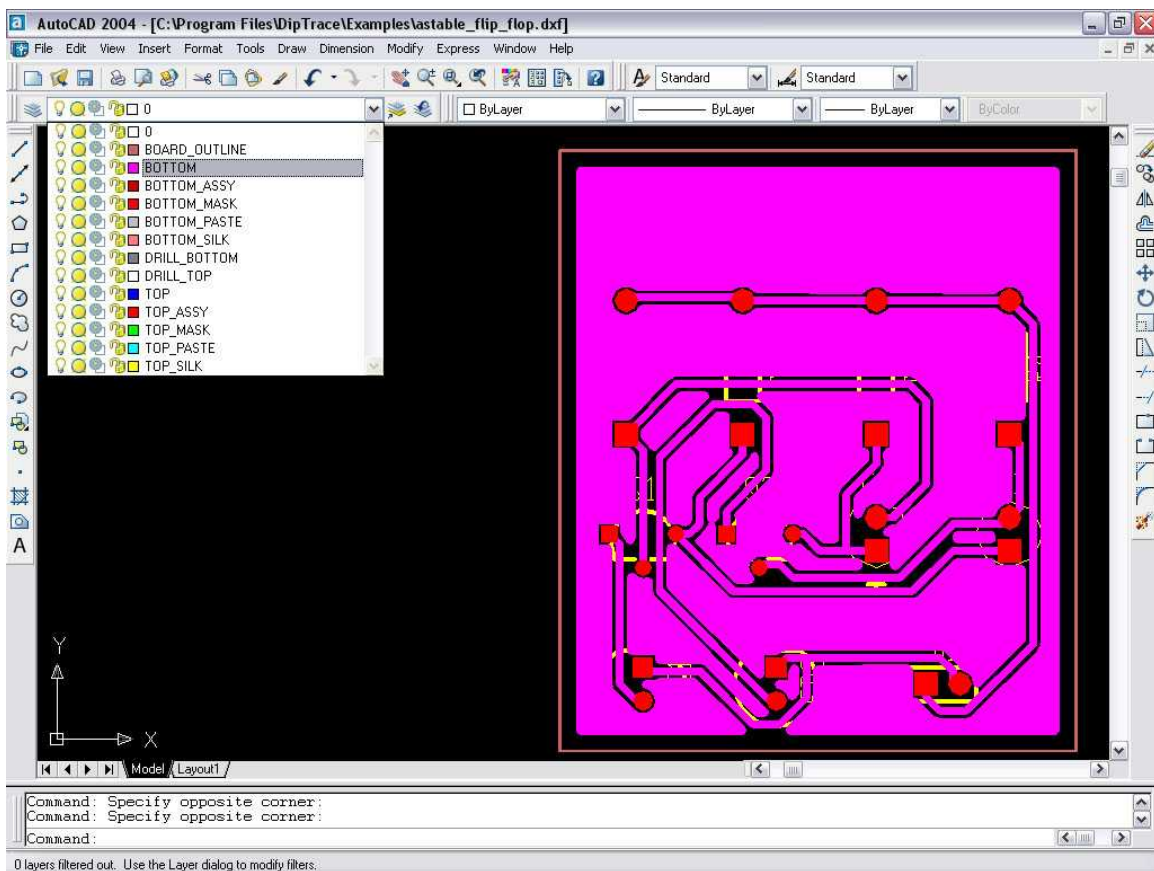 AutoCAD 2004 - [C:\Program Files\DipTrace\Examples\astable_flip_flop.dxf]
File Edit View Insert Format Tools Draw Dimension Modify Express Window Help
Standard Standard
0 ByLayer ByLayer ByLayer ByColor
0
BOARD_OUTLINE
BOTTOM
BOTTOM_ASSY
BOTTOM_MASK
BOTTOM_PASTE
BOTTOM_SILK
DRILL_BOTTOM
DRILL_TOP
TOP
TOP_ASSY
TOP_MASK
TOP_PASTE
TOP_SILK
Y
X
Model Layout1
Command: Specify opposite corner:
Command: Specify opposite corner:
Command:
0 layers filtered out. Use the Layer dialog to modify filters.